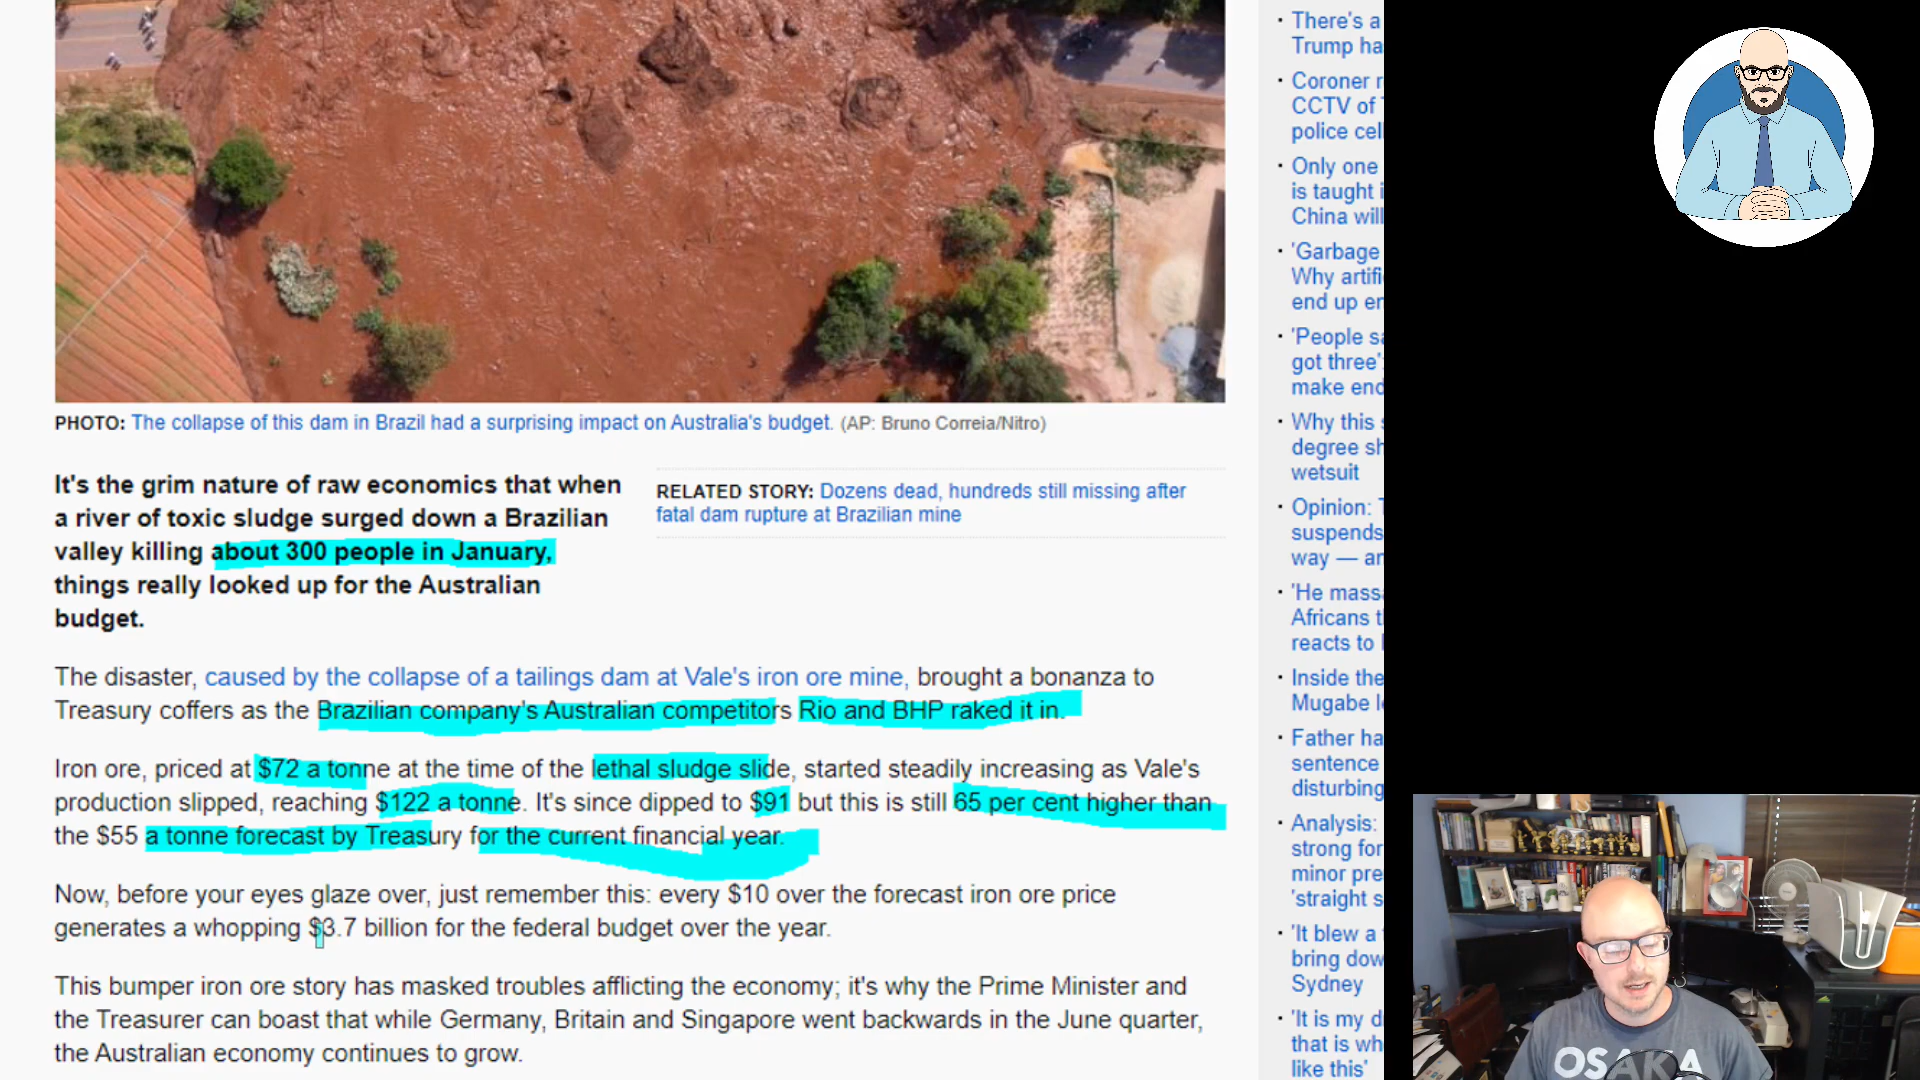 PHOTO: The collapse of this dam in Brazil had a surprising impact on Australia's budget. (AP: Bruno Correia/Nitro)
It's the grim nature of raw economics that when
a river of toxic sludge surged down a Brazilian
valley killing about 300 people in January,
things really looked up for the Australian
budget.
RELATED STORY: Dozens dead, hundreds still missing after
fatal dam rupture at Brazilian mine
The disaster, caused by the collapse of a tailings dam at Vale's iron ore mine, brought a bonanza to
Treasury coffers as the Brazilian company's Australian competitors Rio and BHP raked it in.
Iron ore, priced at $72 a tonne at the time of the lethal sludge slide, started steadily increasing as Vale's
production slipped, reaching $122 a tonne. It's since dipped to $91 but this is still 65 per cent higher than
the $55 a tonne forecast by Treasury for the current financial year.
Now, before your eyes glaze over, just remember this: every $10 over the forecast iron ore price
generates a whopping $3.7 billion for the federal budget over the year.
This bumper iron ore story has masked troubles afflicting the economy; it's why the Prime Minister and
the Treasurer can boast that while Germany, Britain and Singapore went backwards in the June quarter,
the Australian economy continues to grow.
· There's a
Trump ha
· Coroner r
CCTV of
police cell
· Only one
is taught i
China will
· 'Garbage
Why artifi
end up en
· 'People sa
got three'
make end
· Why this
degree sh
wetsuit
· Opinion: T
suspends
way — an
· 'He massa
Africans t
reacts to
· Inside the
Mugabe l
· Father ha
sentence
disturbing
· Analysis:
strong for
minor pre
'straight s
· 'It blew a
bring dow
Sydney
· 'It is my d
that is wh
like this'
OSAKA